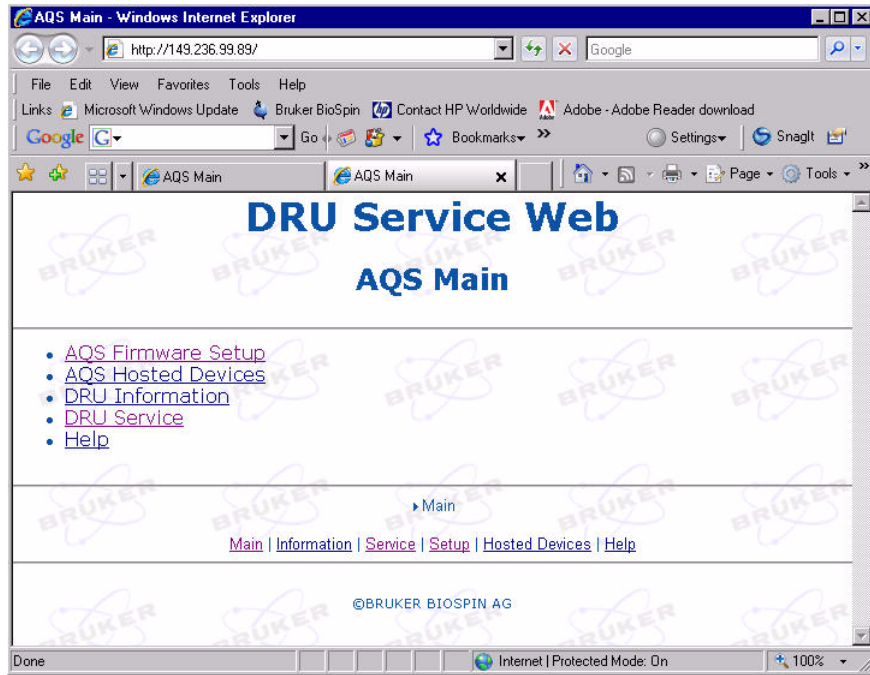 AQS Main - Windows Internet Explorer
http://149.236.99.89/
Google
File Edit View Favorites Tools Help
Links Microsoft Windows Update Bruker BioSpin Contact HP Worldwide Adobe - Adobe Reader download
Google G Go Bookmarks Settings SnagIt
AQS Main AQS Main Page Tools
DRU Service Web
AQS Main
AQS Firmware Setup
AQS Hosted Devices
DRU Information
DRU Service
Help
Main
Main | Information | Service | Setup | Hosted Devices | Help
©BRUKER BIOSPIN AG
Done Internet | Protected Mode: On 100%